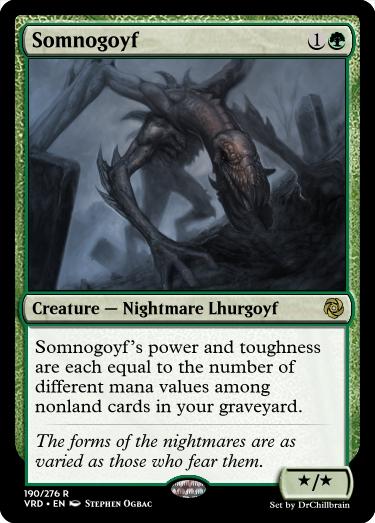 Somnogoyf 1
Creature — Nightmare Lhurgoyf
Somnogoyf's power and toughness
are each equal to the number of
different mana values among
nonland cards in your graveyard.
The forms of the nightmares are as
varied as those who fear them.
★/★
190/276 R
VRD • EN Stephen Ogbac
Set by DrChillbrain